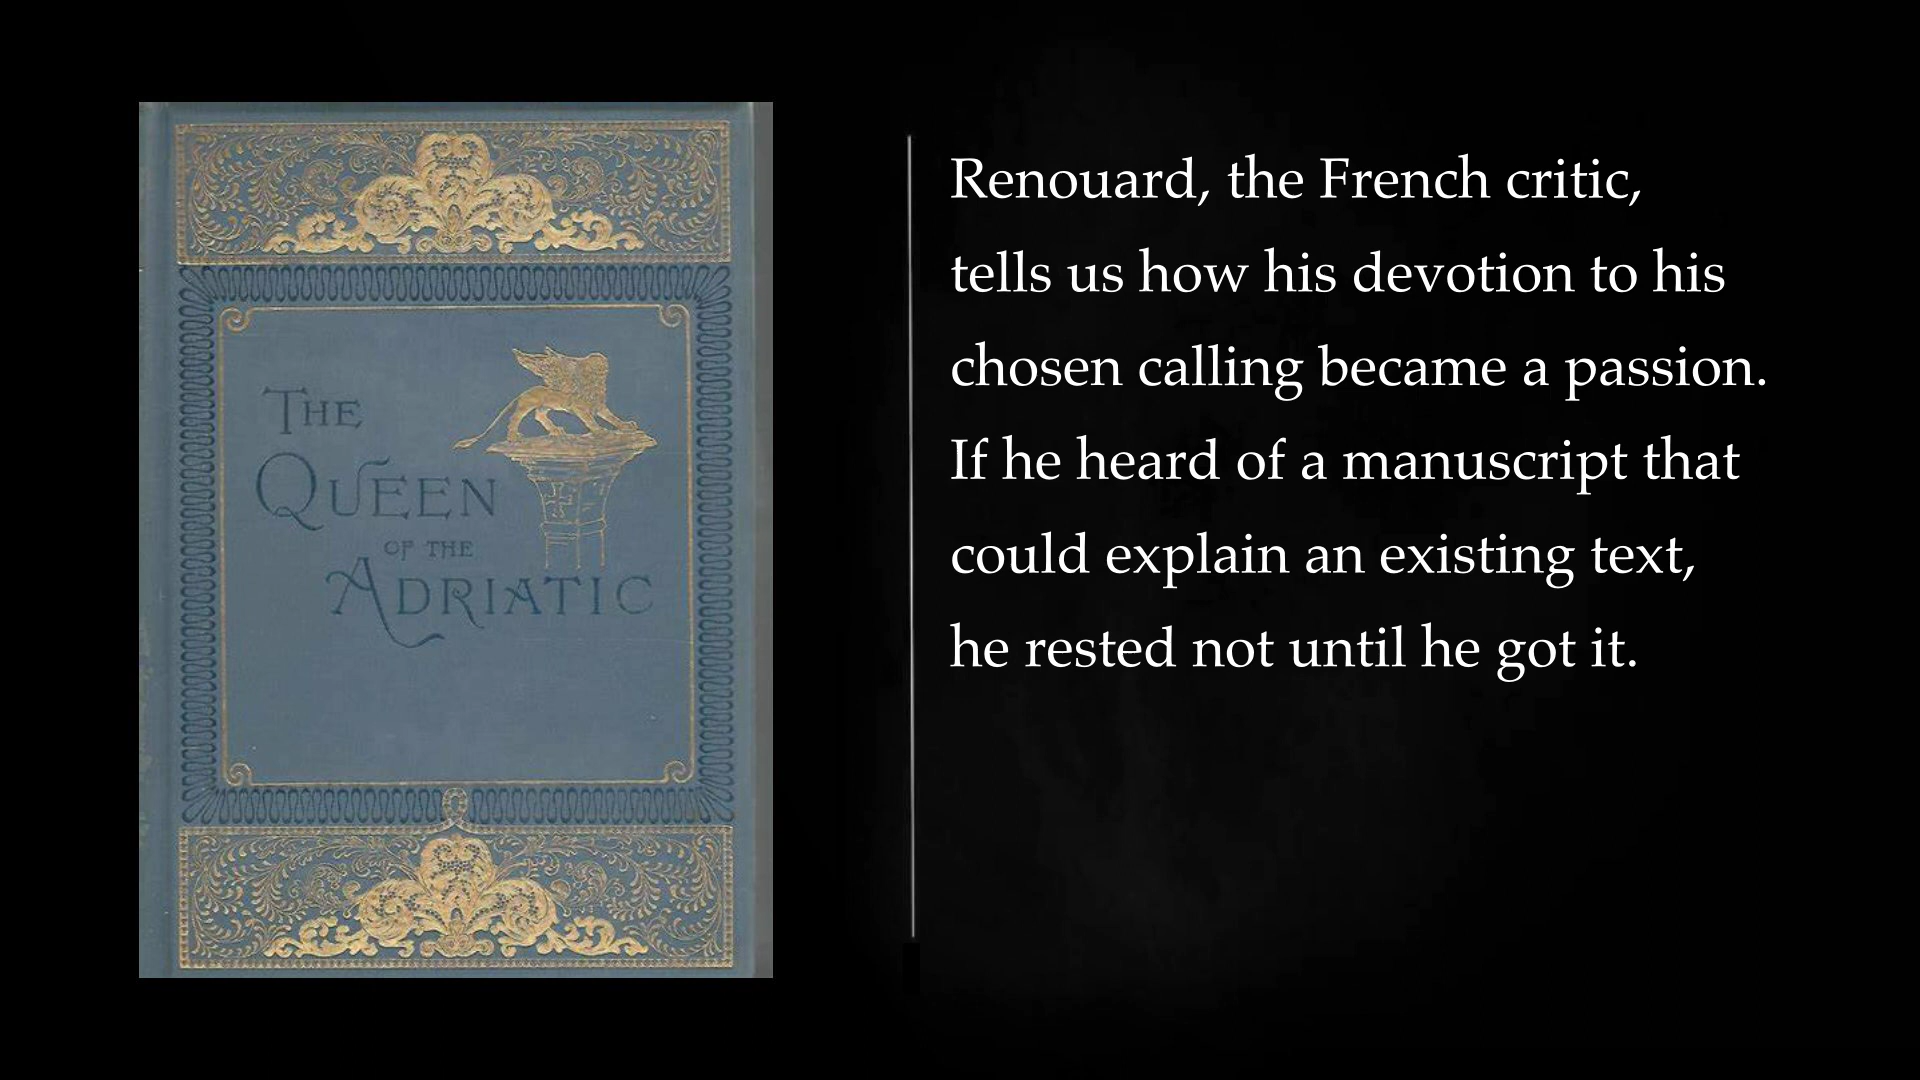 THE
QUEEN
OF THE
ADRIATIC
Renouard, the French critic,
tells us how his devotion to his
chosen calling became a passion.
If he heard of a manuscript that
could explain an existing text,
he rested not until he got it.